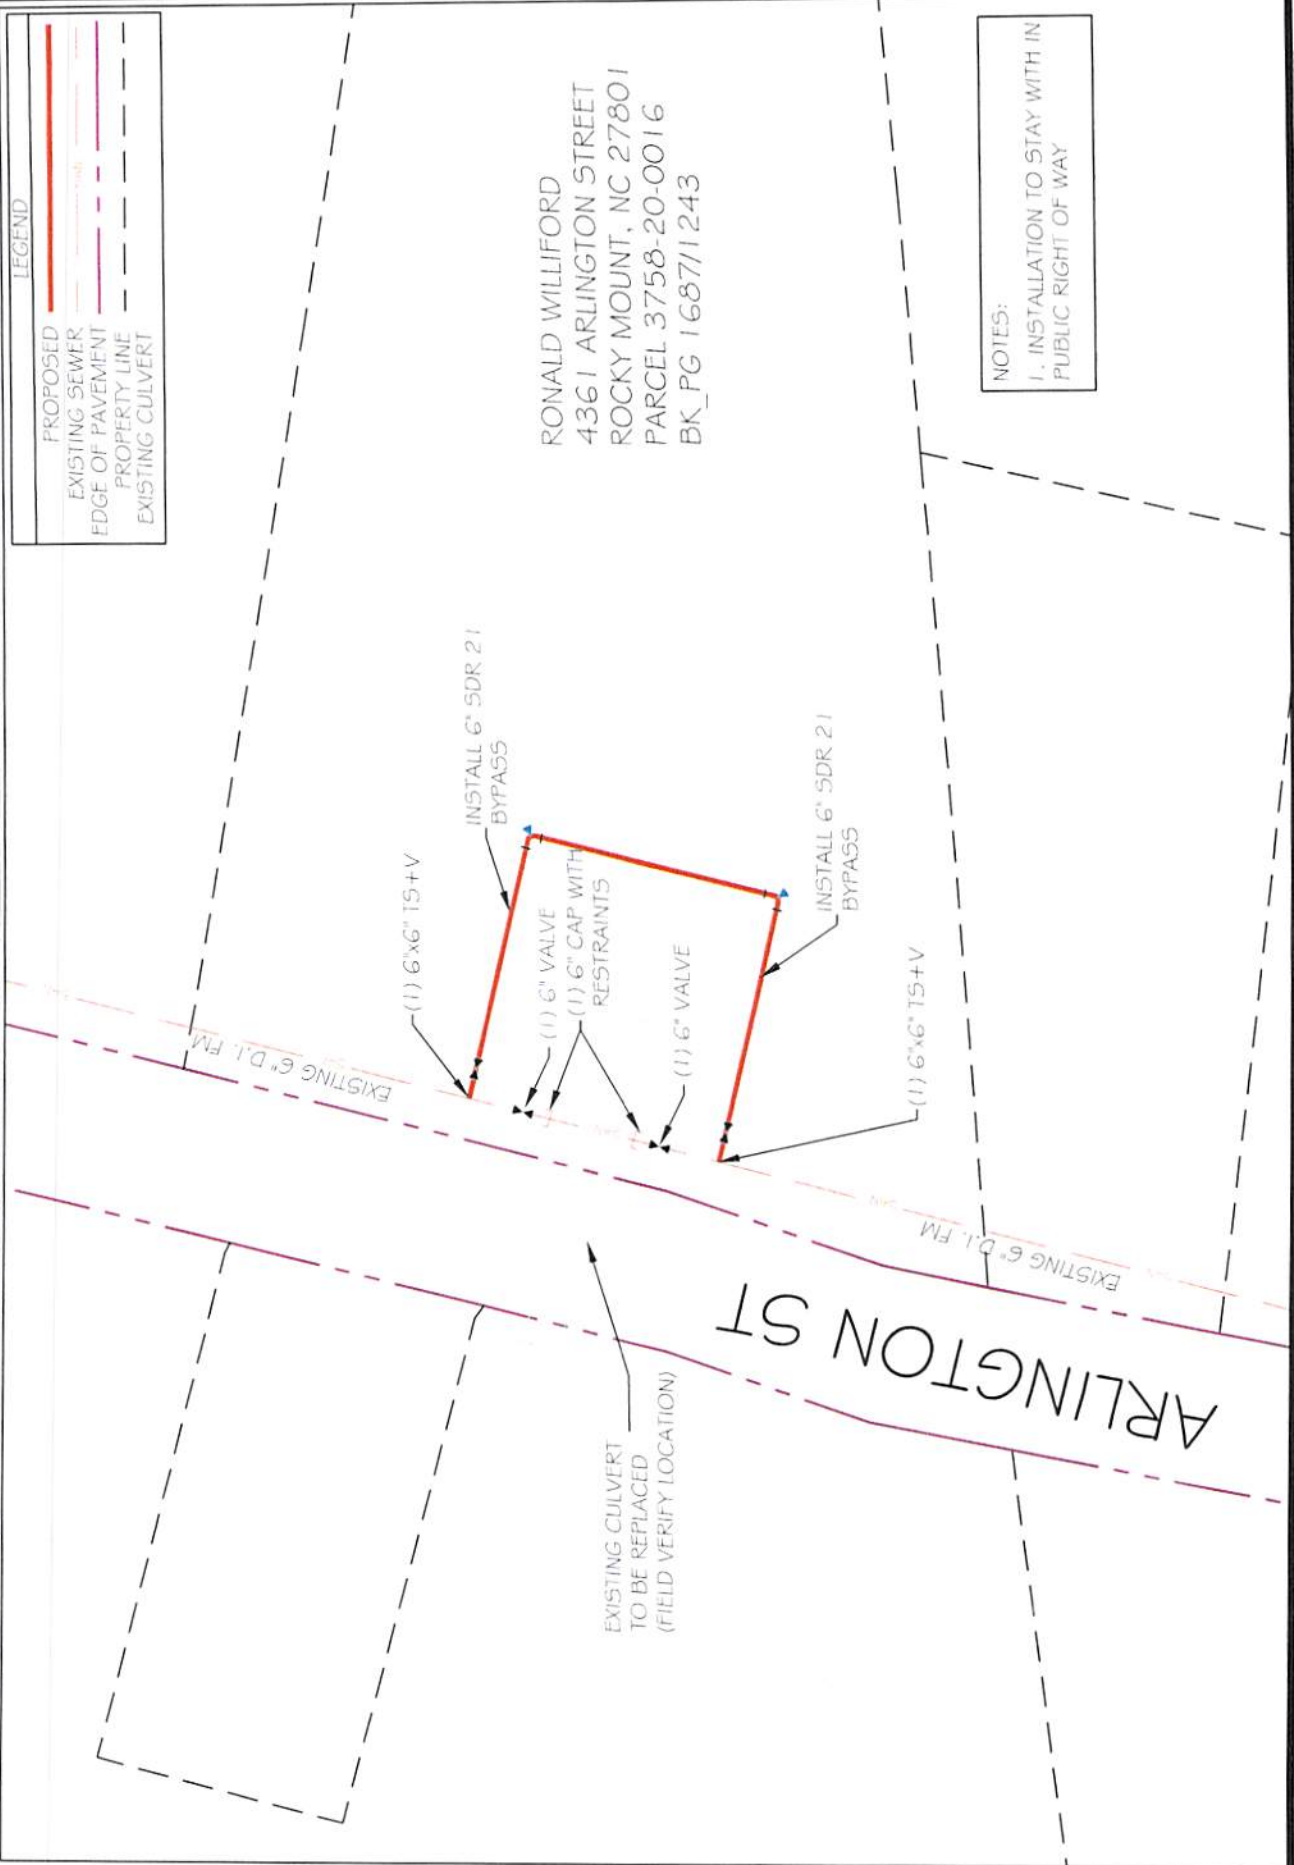 LEGEND
PROPOSED
EXISTING SEWER
EDGE OF PAVEMENT
PROPERTY LINE
EXISTING CULVERT
RONALD WILLIFORD
4361 ARLINGTON STREET
ROCKY MOUNT, NC 27801
PARCEL 3758-20-0016
BK_PG 1687/1243
NOTES:
1. INSTALLATION TO STAY WITH IN
PUBLIC RIGHT OF WAY
INSTALL 6" SDR 21
BYPASS
(1) 6"x6" TS+V
(1) 6" VALVE
(1) 6" CAP WITH
RESTRAINTS
(1) 6" VALVE
INSTALL 6" SDR 21
BYPASS
(1) 6"x6" TS+V
EXISTING 6" D.I. FM
EXISTING 6" D.I. FM
ARLINGTON ST
EXISTING CULVERT
TO BE REPLACED
(FIELD VERIFY LOCATION)